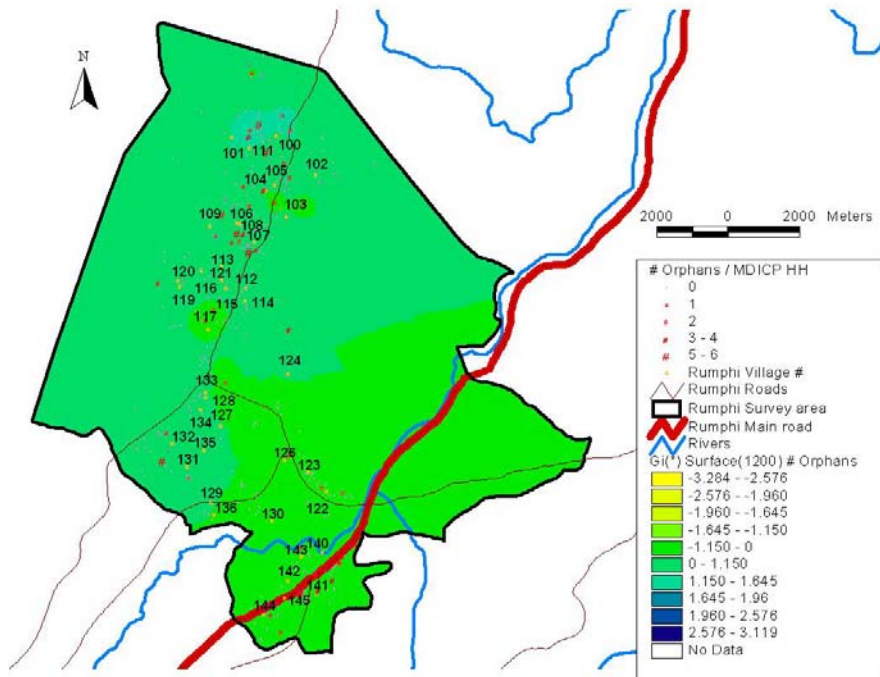 N
101 111 100
104 105 102
103
109 106
108
107
113
120 121 112
116
119 115 114
117
124
133
128
134 127
132 135
131
126
123
129
122
136 130
140
143
142
141
144 145
2000 0 2000 Meters
# Orphans / MDICP HH
0
1
2
3 - 4
5 - 6
Rumphi Village #
Rumphi Roads
Rumphi Survey area
Rumphi Main road
Rivers
Gi(*) Surface(1200) # Orphans
-3.284 - -2.576
-2.576 - -1.960
-1.960 - -1.645
-1.645 - -1.150
-1.150 - 0
0 - 1.150
1.150 - 1.645
1.645 - 1.96
1.960 - 2.576
2.576 - 3.119
No Data